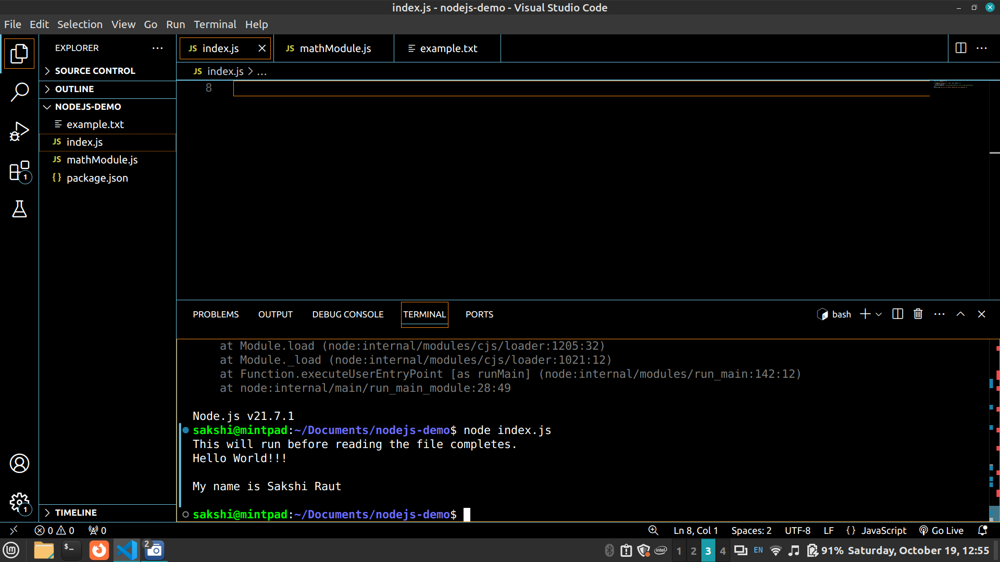 index.js - nodejs-demo - Visual Studio Code
File Edit Selection View Go Run Terminal Help
EXPLORER
JS index.js
JS mathModule.js
example.txt
SOURCE CONTROL
JS index.js > ...
OUTLINE
8
NODEJS-DEMO
example.txt
JS index.js
JS mathModule.js
{} package.json
1
PROBLEMS OUTPUT DEBUG CONSOLE TERMINAL PORTS
bash
at Module.load (node:internal/modules/cjs/loader:1205:32)
at Module._load (node:internal/modules/cjs/loader:1021:12)
at Function.executeUserEntryPoint [as runMain] (node:internal/modules/run_main:142:12)
at node:internal/main/run_main_module:28:49
Node.js v21.7.1
sakshi@mintpad:~/Documents/nodejs-demo$ node index.js
This will run before reading the file completes.
Hello World!!!
My name is Sakshi Raut
sakshi@mintpad:~/Documents/nodejs-demo$
1
TIMELINE
0 0 0
Ln 8, Col 1 Spaces: 2 UTF-8 LF {} JavaScript Go Live
$_ 2
intel 1 2 3 4 EN 91% Saturday, October 19, 12:55